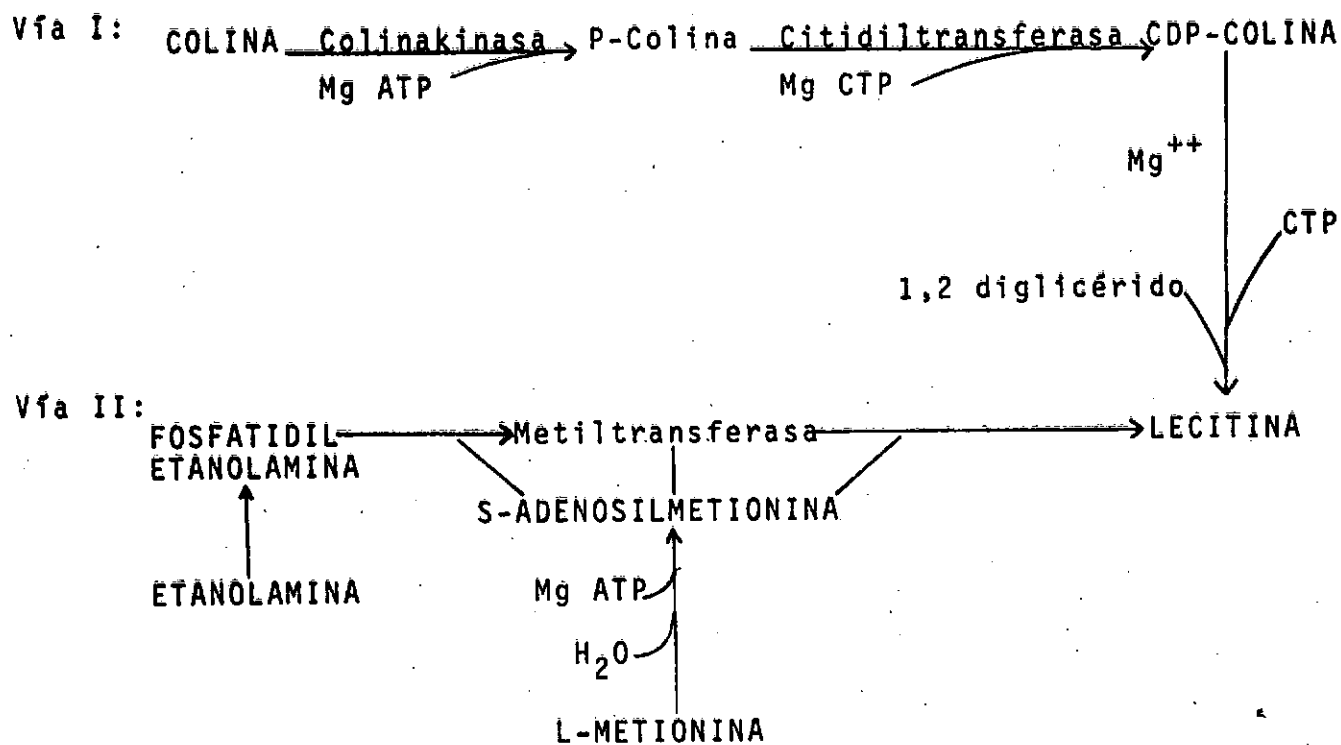 Vía I:
COLINA Colinakinasa P-Colina Citidiltransferasa CDP-COLINA
Mg ATP Mg CTP
Mg++
CTP
1,2 diglicérido
Vía II:
FOSFATIDIL Metiltransferasa LECITINA
ETANOLAMINA
S-ADENOSILMETIONINA
ETANOLAMINA Mg ATP
H2O
L-METIONINA